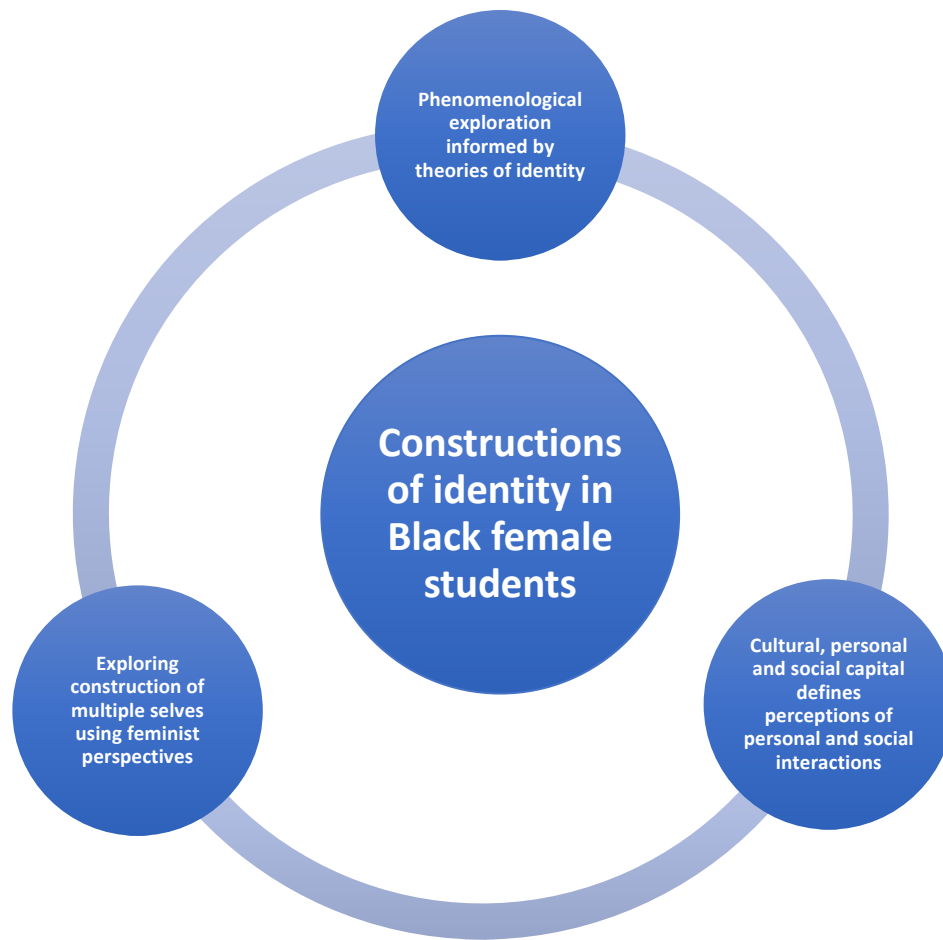 Phenomenological
exploration
informed by
theories of identity
Constructions
of identity in
Black female
students
Exploring
construction of
multiple selves
using feminist
perspectives
Cultural, personal
and social capital
defines
perceptions of
personal and social
interactions